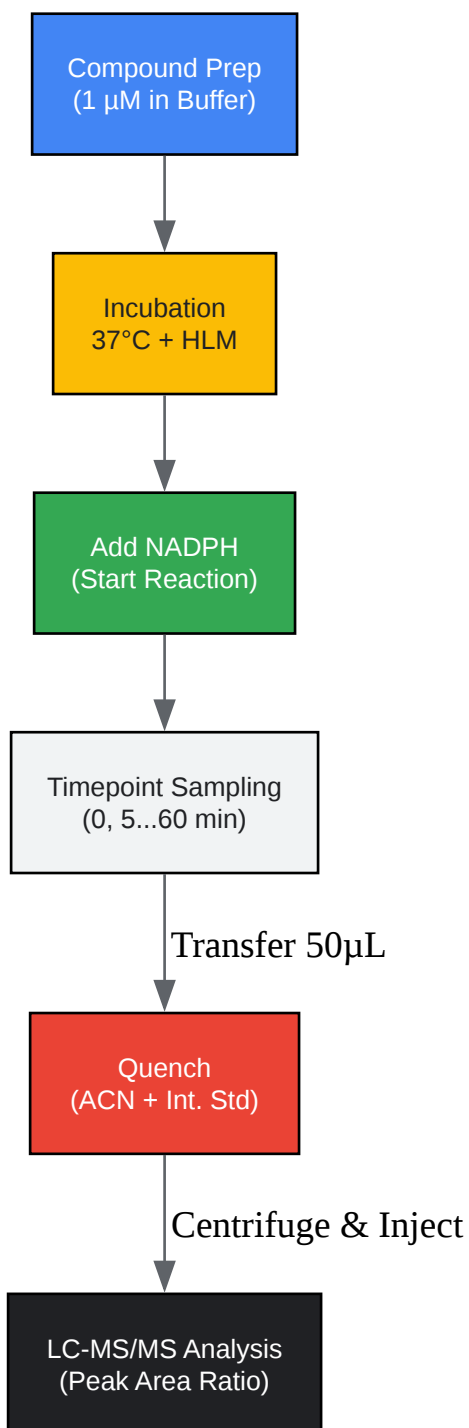 Compound Prep
(1 µM in Buffer)
Incubation
37°C + HLM
Add NADPH
(Start Reaction)
Timepoint Sampling
(0, 5...60 min)
Transfer 50µL
Quench
(ACN + Int. Std)
Centrifuge & Inject
LC-MS/MS Analysis
(Peak Area Ratio)